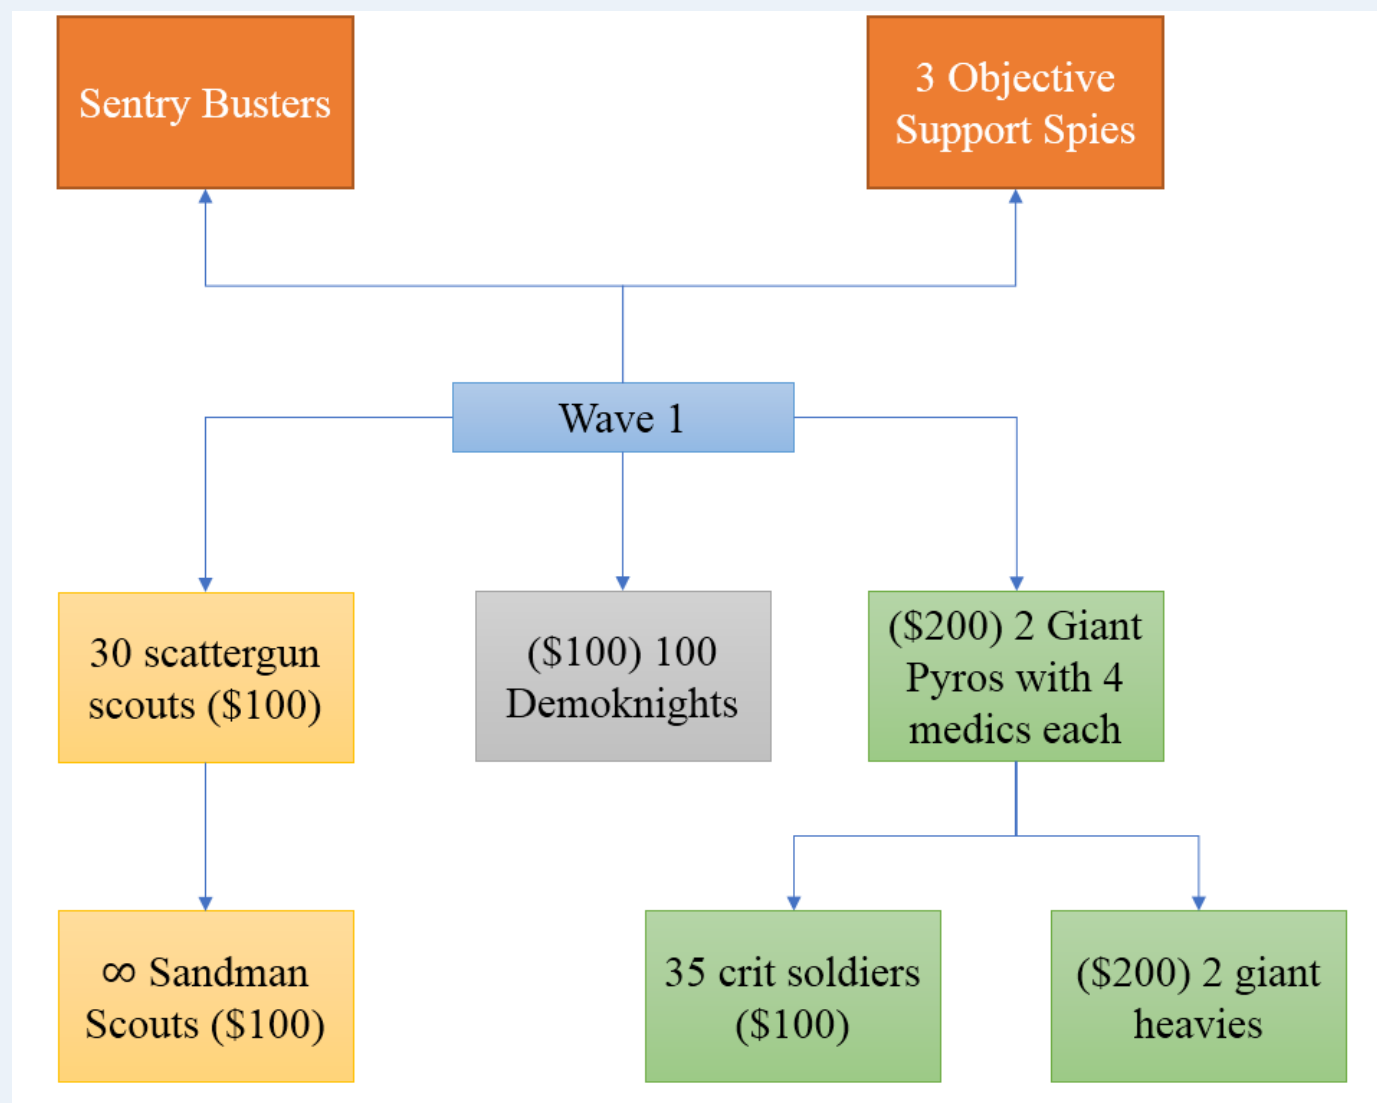 Sentry Busters
3 Objective
Support Spies
Wave 1
30 scattergun
scouts ($100)
($100) 100
Demoknights
($200) 2 Giant
Pyros with 4
medics each
∞ Sandman
Scouts ($100)
35 crit soldiers
($100)
($200) 2 giant
heavies